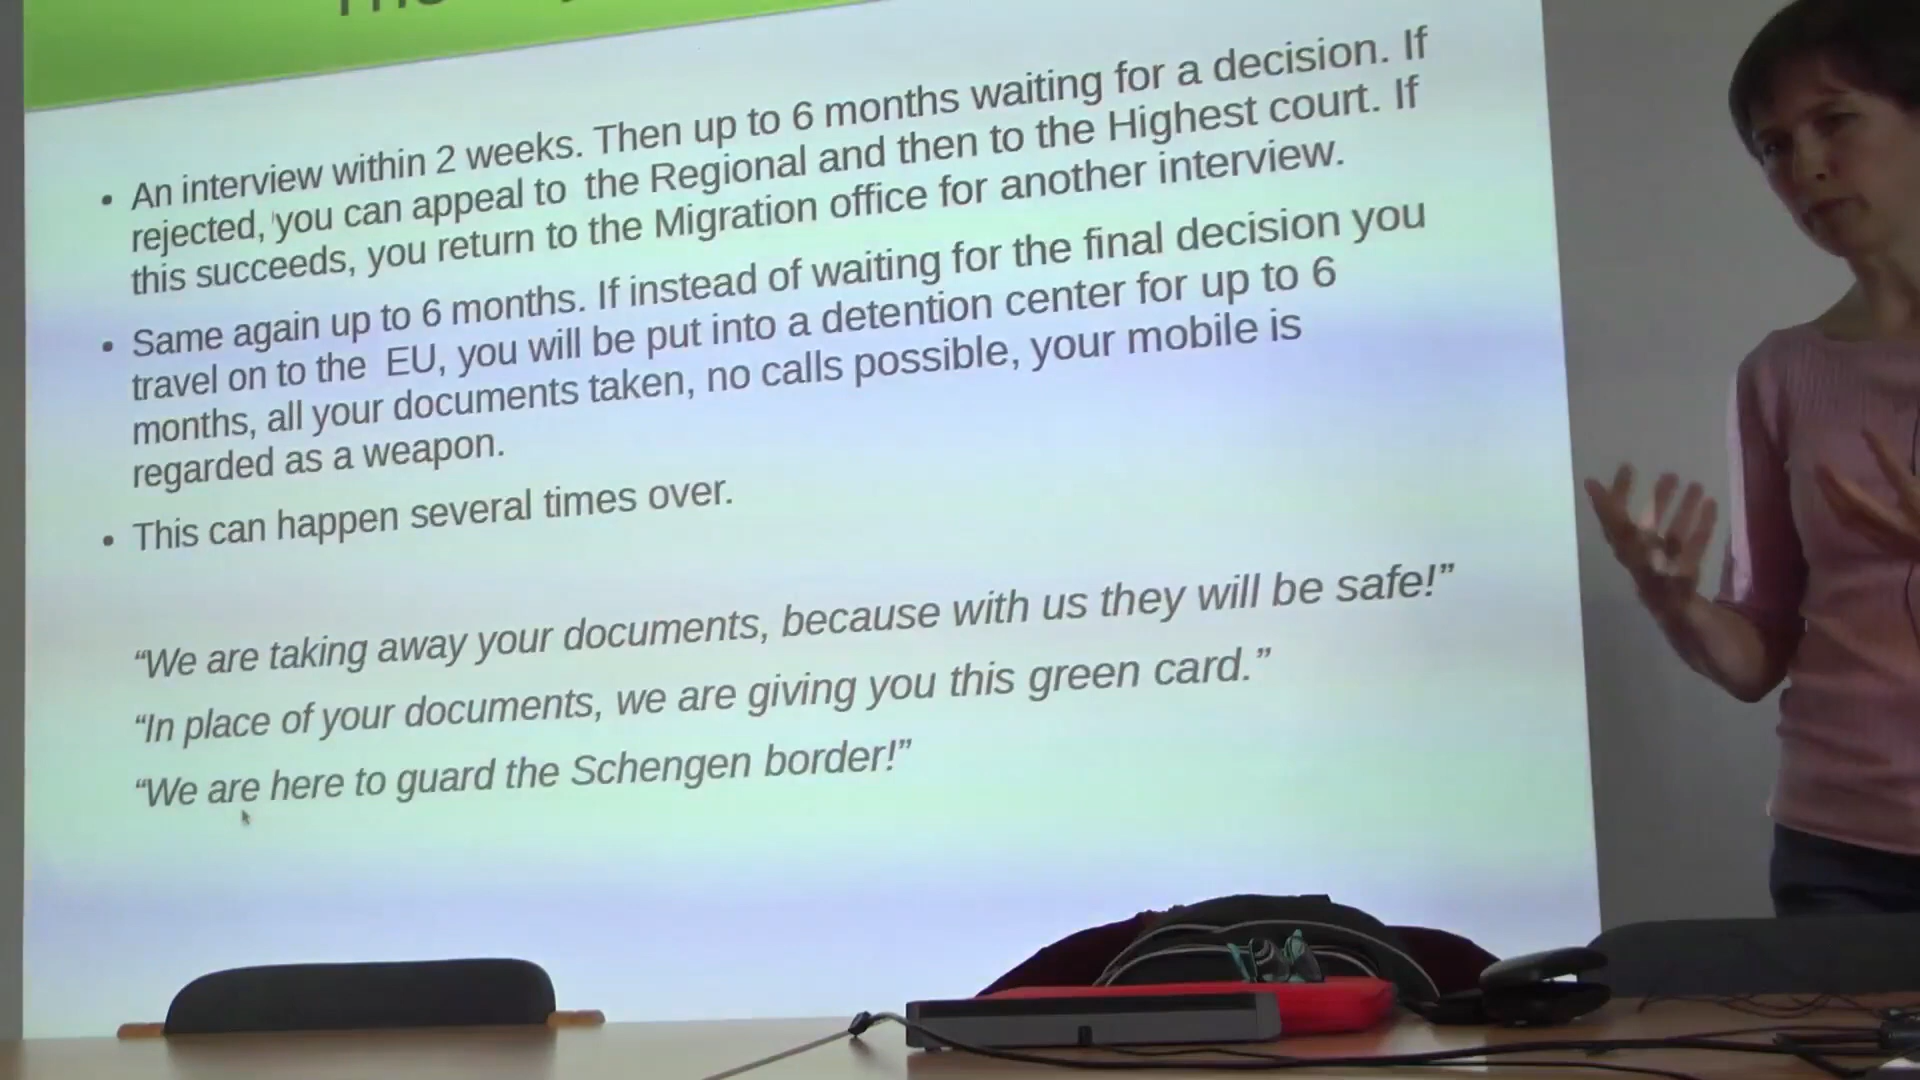 • An interview within 2 weeks. Then up to 6 months waiting for a decision. If
rejected, you can appeal to the Regional and then to the Highest court. If
this succeeds, you return to the Migration office for another interview.
• Same again up to 6 months. If instead of waiting for the final decision you
travel on to the EU, you will be put into a detention center for up to 6
months, all your documents taken, no calls possible, your mobile is
regarded as a weapon.
• This can happen several times over.
“We are taking away your documents, because with us they will be safe!”
“In place of your documents, we are giving you this green card.”
“We are here to guard the Schengen border!”